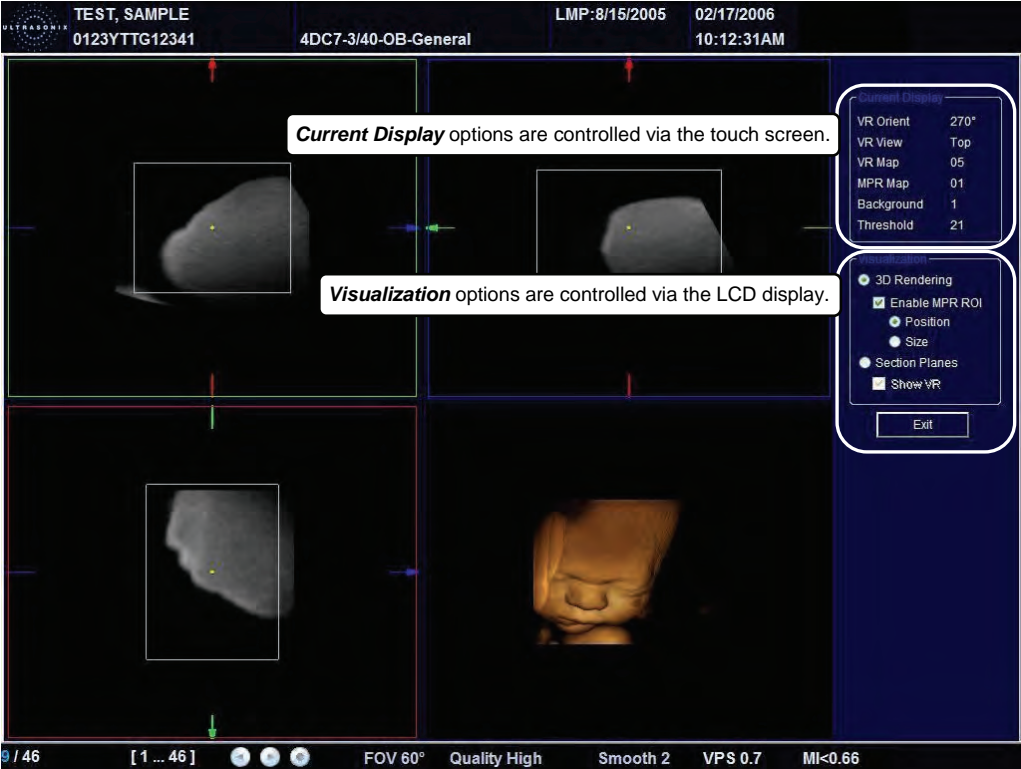 ULTRASONIX
TEST, SAMPLE LMP:8/15/2005 02/17/2006
0123YTTG12341 4DC7-3/40-OB-General 10:12:31AM
Current Display options are controlled via the touch screen.
Current Display
VR Orient 270°
VR View Top
VR Map 05
MPR Map 01
Background 1
Threshold 21
Visualization options are controlled via the LCD display.
Visualization
3D Rendering
Enable MPR ROI
Position
Size
Section Planes
Show VR
Exit
9 / 46 [ 1 ... 46 ] FOV 60° Quality High Smooth 2 VPS 0.7 MI<0.66